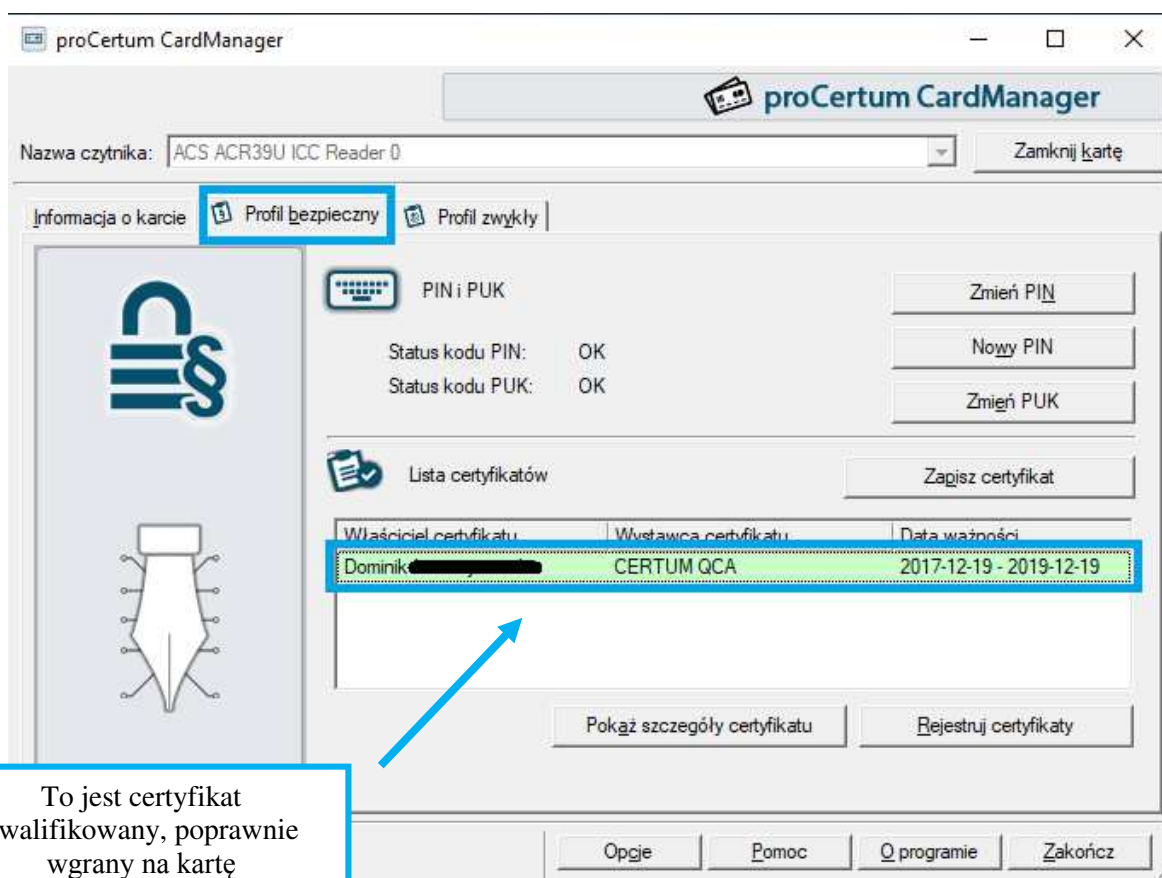 proCertum CardManager
proCertum CardManager
Nazwa czytnika: ACS ACR39U ICC Reader 0 Zamknij kartę
Informacja o karcie Profil bezpieczny Profil zwykły
PIN i PUK Zmień PIN
Status kodu PIN: OK Nowy PIN
Status kodu PUK: OK Zmień PUK
Lista certyfikatów Zapisz certyfikat
Właściciel certyfikatu Wystawca certyfikatu Data ważności
Dominik CERTUM QCA 2017-12-19 - 2019-12-19
Pokaż szczegóły certyfikatu Rejestruj certyfikaty
To jest certyfikat
walifikowany, poprawnie
wgrany na kartę
Opcje Pomoc O programie Zakończ